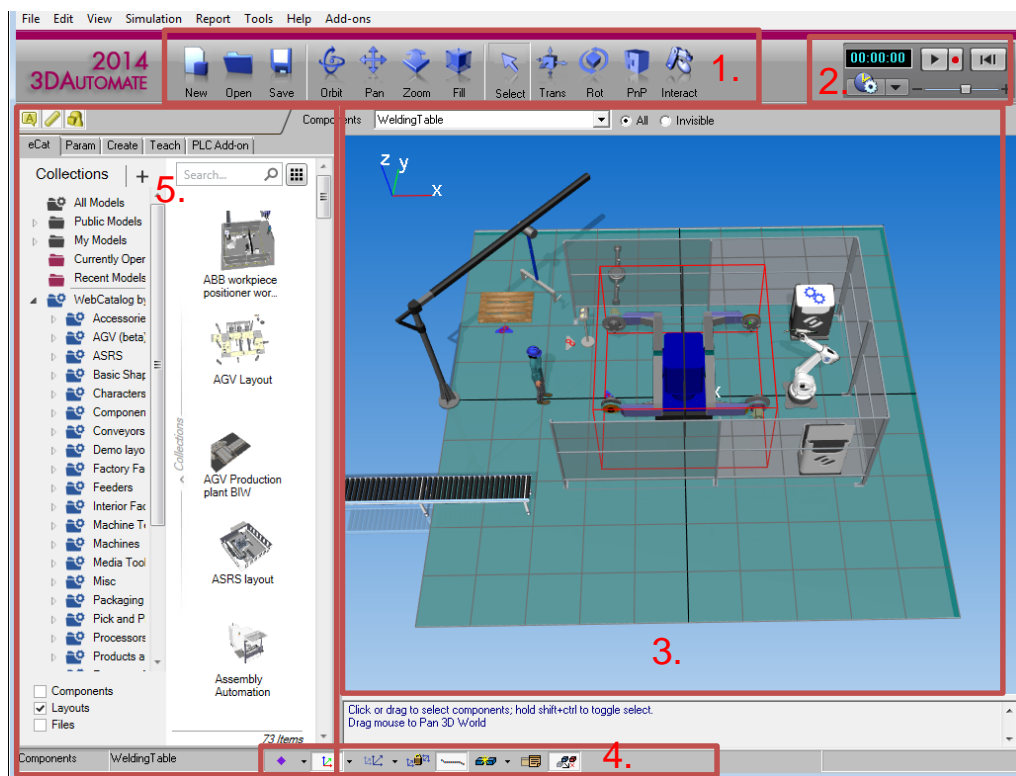 File Edit View Simulation Report Tools Help Add-ons
2014
3DAUTOMATE
New Open Save Orbit Pan Zoom Fill Select Trans Rot PnP Interact
1.
2.
00:00:00
Components WeldingTable All Invisible
eCat Param Create Teach PLC Add-on
Collections +
5.
Search...
All Models
Public Models
My Models
Currently Oper
Recent Models
WebCatalog by
Accessorie
AGV (beta)
ASRS
Basic Shap
Characters
Componen
Conveyors
Demo layo
Factory Fa
Feeders
Interior Fac
Machine T
Machines
Media Tool
Misc
Packaging
Pick and P
Processors
Products a
Components
Layouts
Files
Collections
ABB workpiece
positioner wor...
AGV Layout
AGV Production
plant BIW
ASRS layout
Assembly
Automation
73 Items
z y
x
3.
Click or drag to select components; hold shift+ctrl to toggle select.
Drag mouse to Pan 3D World
Components WeldingTable
4.